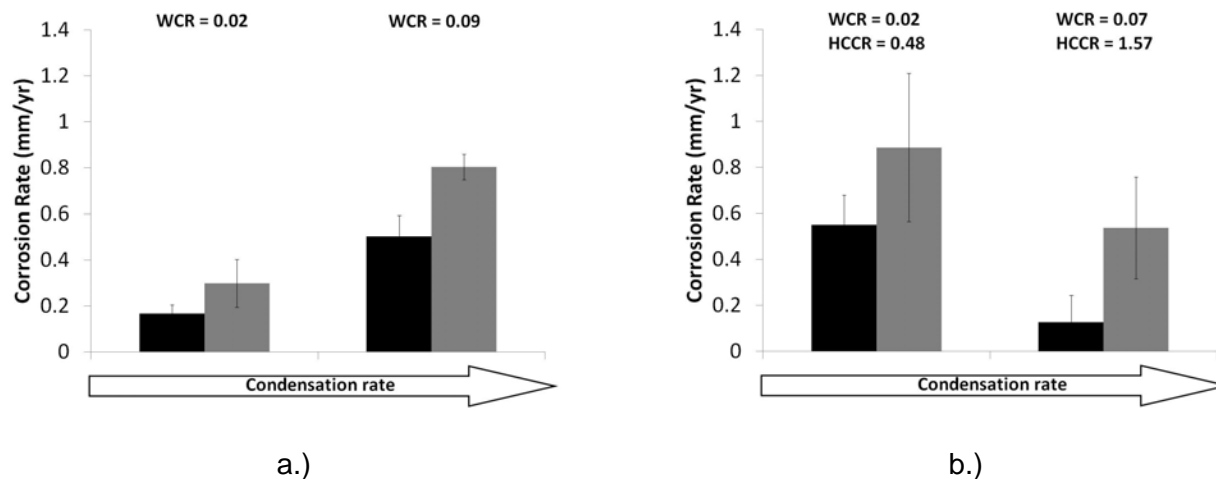 WCR = 0.02
WCR = 0.09
1.4
1.2
1
0.8
0.6
0.4
0.2
0
Corrosion Rate (mm/yr)
Condensation rate
a.)
WCR = 0.02
HCCR = 0.48
WCR = 0.07
HCCR = 1.57
1.4
1.2
1
0.8
0.6
0.4
0.2
0
Corrosion Rate (mm/yr)
Condensation rate
b.)